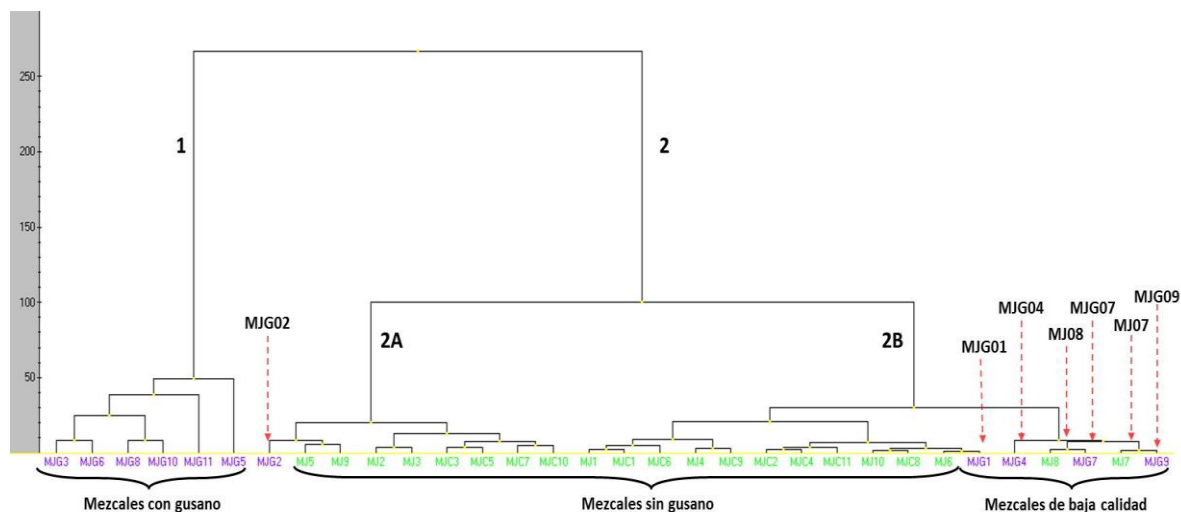 250
200
150
100
50
1
2
2A
2B
MJG02
MJG01
MJG04
MJ08
MJG07
MJ07
MJG09
MJG3 MJG6 MJG8 MJG10 MJG11 MJG5 MJG2 MJ5 MJ9 MJ2 MJ3 MJC3 MJC5 MJC7 MJC10 MJ1 MJC1 MJC6 MJ4 MJC9 MJC2 MJC4 MJC11 MJ10 MJC8 MJ6 MJG1 MJG4 MJ8 MJG7 MJ7 MJG9
Mezcales con gusano
Mezcales sin gusano
Mezcales de baja calidad